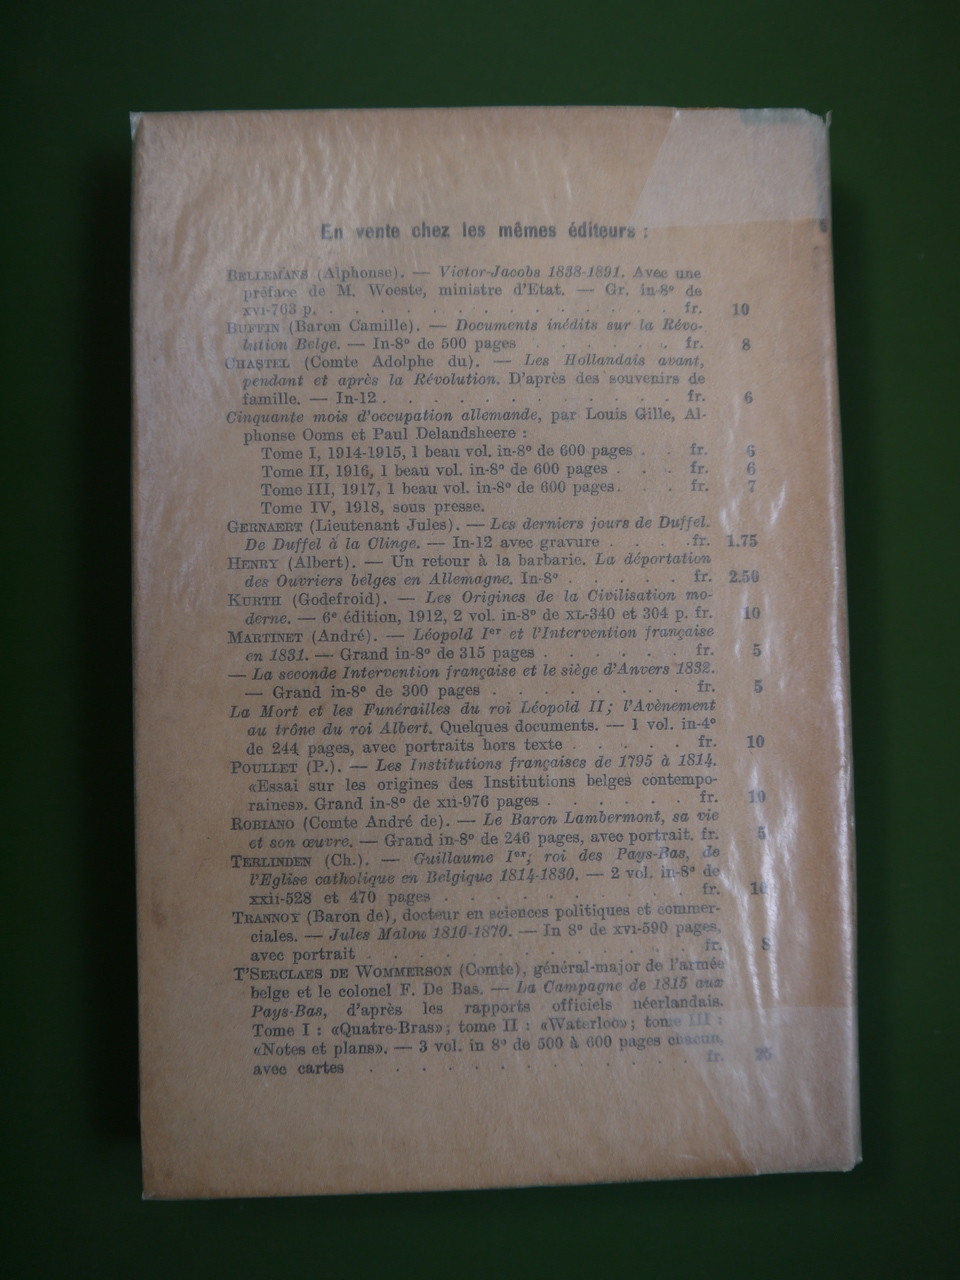 En vente chez les mêmes éditeurs :
BELLEMANS (Alphonse). — Victor-Jacobs 1838-1891. Avec une
préface de M. Woeste, ministre d'Etat. — Gr. in-8º de
XVI-703 p. . . . . . . . . . . . . . fr. 10
BUFFIN (Baron Camille). — Documents inédits sur la Révo-
lution Belge. — In-8º de 500 pages . . . . . . fr. 8
CHASTEL (Comte Adolphe du). — Les Hollandais avant,
pendant et après la Révolution. D'après des souvenirs de
famille. — In-12 . . . . . . . . . . . . fr. 6
Cinquante mois d'occupation allemande, par Louis Gille, Al-
phonse Ooms et Paul Delandsheere :
Tome I, 1914-1915, 1 beau vol. in-8º de 600 pages . . fr. 6
Tome II, 1916, 1 beau vol. in-8º de 600 pages . . . fr. 6
Tome III, 1917, 1 beau vol. in-8º de 600 pages. . . fr. 7
Tome IV, 1918, sous presse.
GERNAERT (Lieutenant Jules). — Les derniers jours de Duffel.
De Duffel à la Clinge. — In-12 avec gravure . . . . fr. 1.75
HENRY (Albert). — Un retour à la barbarie. La déportation
des Ouvriers belges en Allemagne. In-8º . . . . . fr. 2.50
KURTH (Godefroid). — Les Origines de la Civilisation mo-
derne. — 6e édition, 1912, 2 vol. in-8º de XL-340 et 304 p. fr. 10
MARTINET (André). — Léopold Ier et l'Intervention française
en 1831. — Grand in-8º de 315 pages . . . . . . fr. 5
— La seconde Intervention française et le siège d'Anvers 1832.
— Grand in-8º de 300 pages . . . . . . . . fr. 5
La Mort et les Funérailles du roi Léopold II; l'Avènement
au trône du roi Albert. Quelques documents. — 1 vol. in-4º
de 244 pages, avec portraits hors texte . . . . . fr. 10
POULLET (P.). — Les Institutions françaises de 1795 à 1814.
«Essai sur les origines des Institutions belges contempo-
raines». Grand in-8º de XII-976 pages . . . . . . fr. 10
ROBIANO (Comte André de). — Le Baron Lambermont, sa vie
et son œuvre. — Grand in-8º de 246 pages, avec portrait. fr. 5
TERLINDEN (Ch.). — Guillaume Ier; roi des Pays-Bas, de
l'Eglise catholique en Belgique 1814-1830. — 2 vol. in-8º de
XXII-528 et 470 pages . . . . . . . . . . fr. 10
TRANNOY (Baron de), docteur en sciences politiques et commer-
ciales. — Jules Malou 1810-1870. — In 8º de XVI-590 pages,
avec portrait . . . . . . . . . . . . . fr. 8
T'SERCLAES DE WOMMERSON (Comte), général-major de l'armée
belge et le colonel F. De Bas. — La Campagne de 1815 aux
Pays-Bas, d'après les rapports officiels néerlandais.
Tome I : «Quatre-Bras»; tome II : «Waterloo»; tome III :
«Notes et plans». — 3 vol. in 8º de 500 à 600 pages chacun,
avec cartes . . . . . . . . . . . . . fr. 25